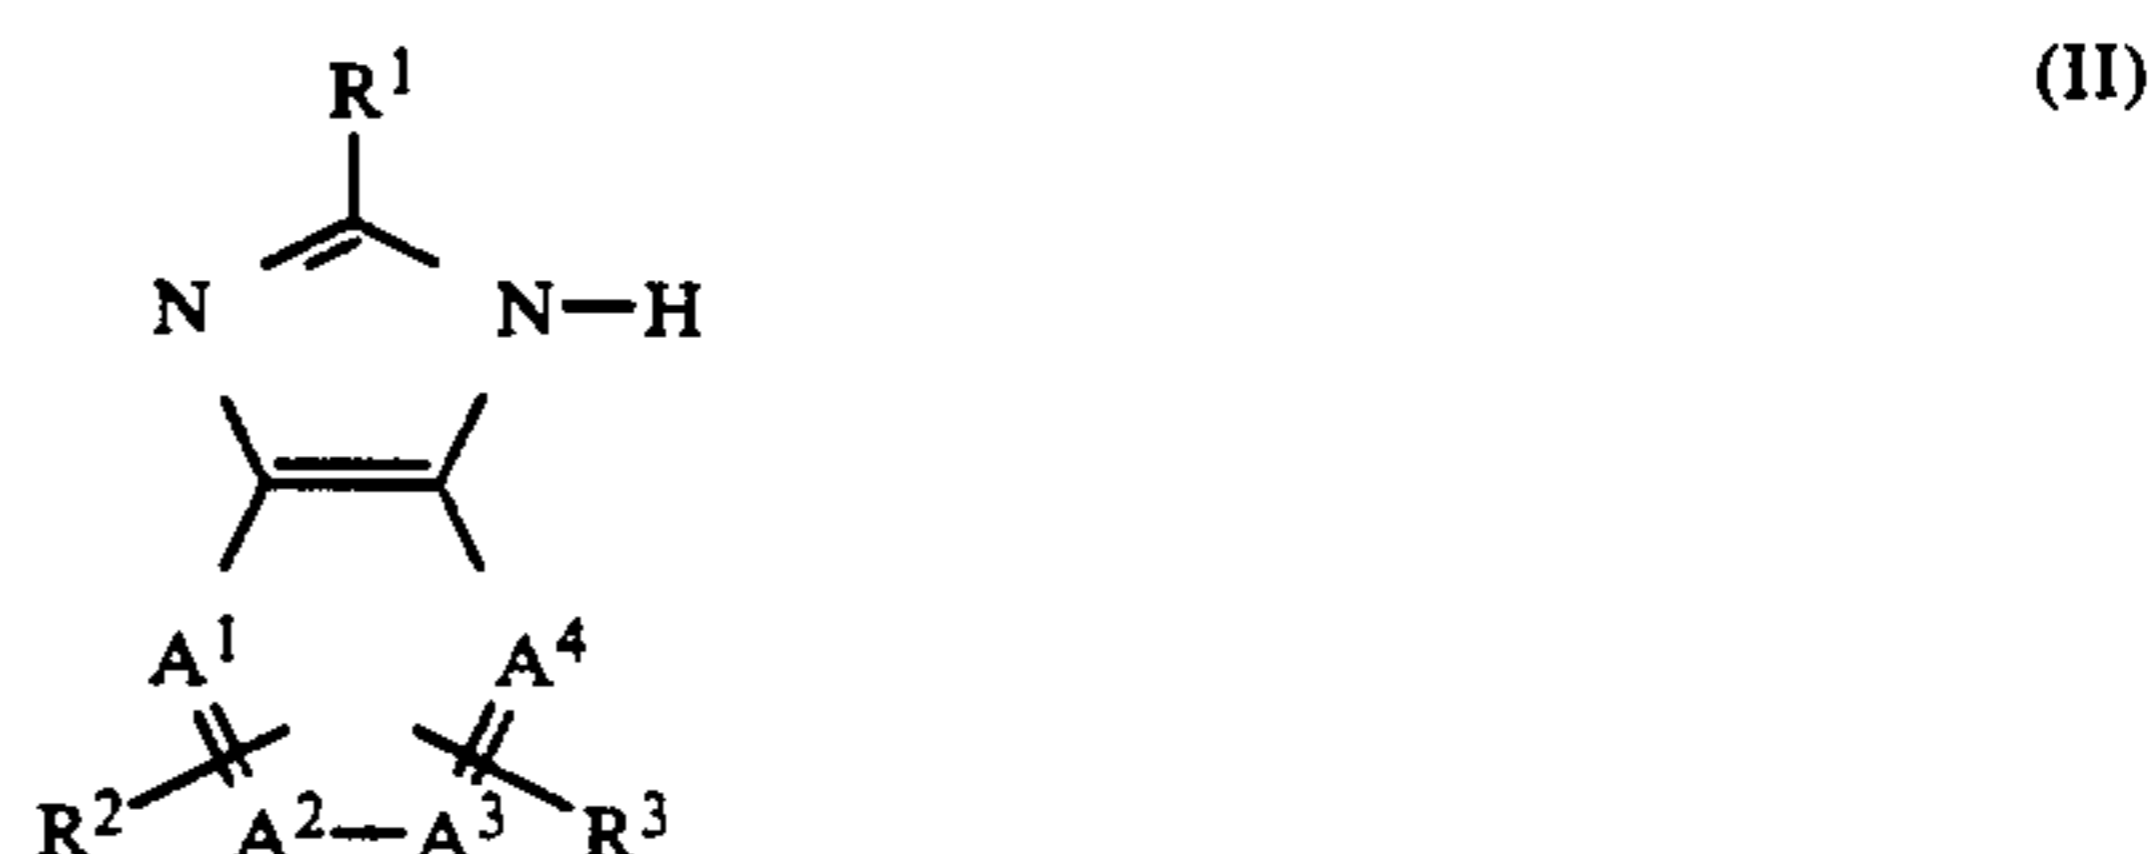 R¹ (II)
N N—H
A¹ A⁴
R² A²—A³ R³